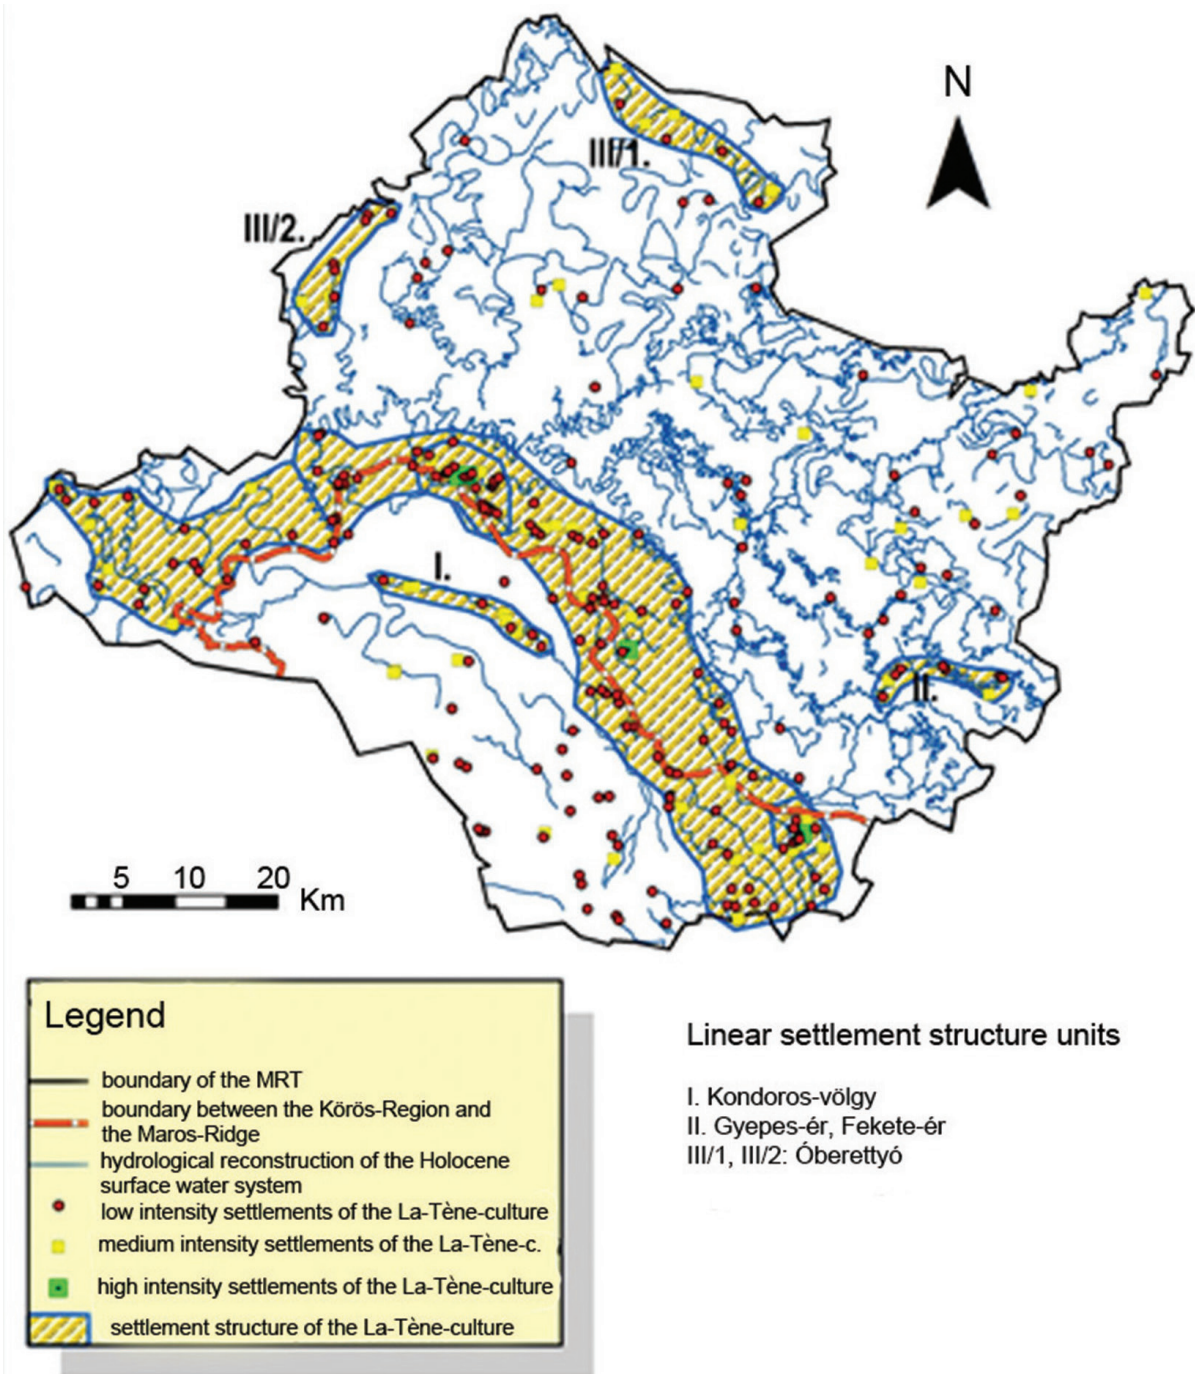 N
III/1.
III/2.
I.
II.
5 10 20
Km
Legend
boundary of the MRT
boundary between the Körös-Region and
the Maros-Ridge
hydrological reconstruction of the Holocene
surface water system
low intensity settlements of the La-Tène-culture
medium intensity settlements of the La-Tène-c.
high intensity settlements of the La-Tène-culture
settlement structure of the La-Tène-culture
Linear settlement structure units
I. Kondoros-völgy
II. Gyepes-ér, Fekete-ér
III/1, III/2: Óberettyó